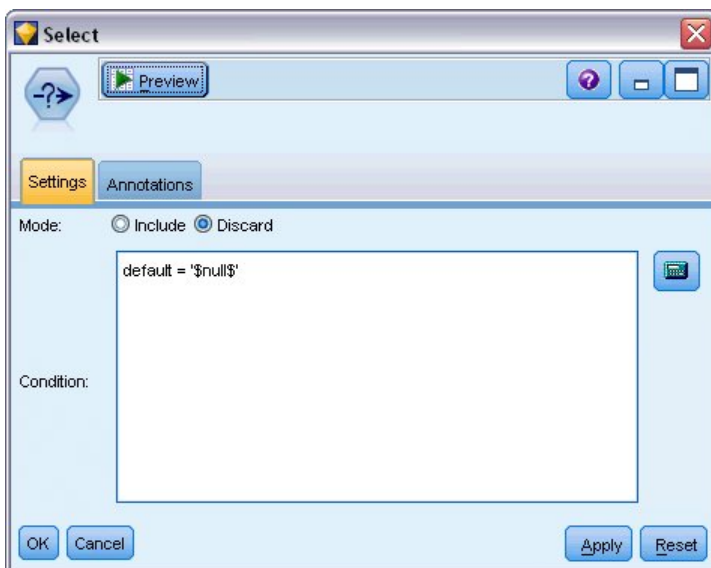 Select
-?➤
Preview
?
Settings
Annotations
Mode:
Include
Discard
default = '$null$'
Condition:
OK
Cancel
Apply
Reset